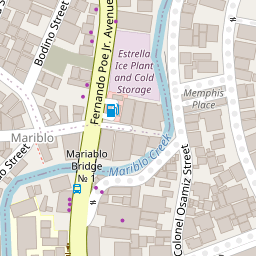 Bodino Street
Fernando Poe Jr. Avenue
Estrella
Ice Plant
and Cold
Storage
Memphis
Place
Mariblo
Mariablo
Bridge
№ 1
Mariblo Creek
Colonel Osamiz Street
Street